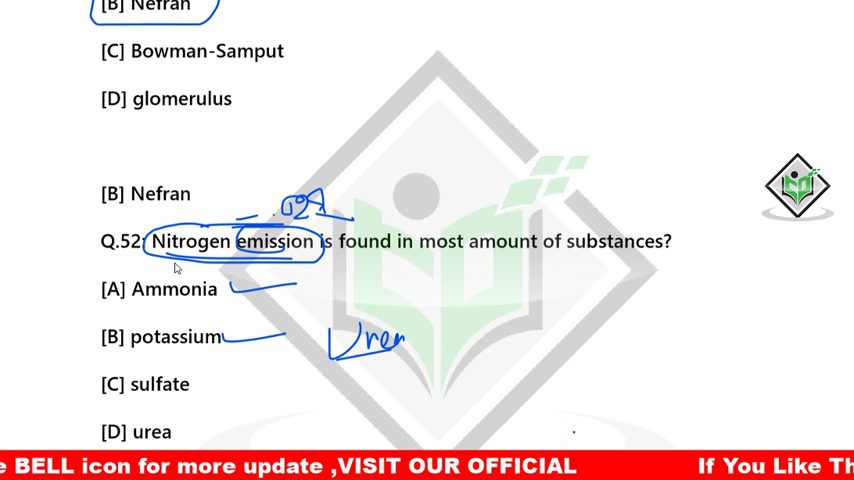 [B] Nefran
[C] Bowman-Samput
[D] glomerulus
[B] Nefran
Q.52: Nitrogen emission is found in most amount of substances?
[A] Ammonia
[B] potassium
Urea
[C] sulfate
[D] urea
e BELL icon for more update ,VISIT OUR OFFICIAL If You Like Th